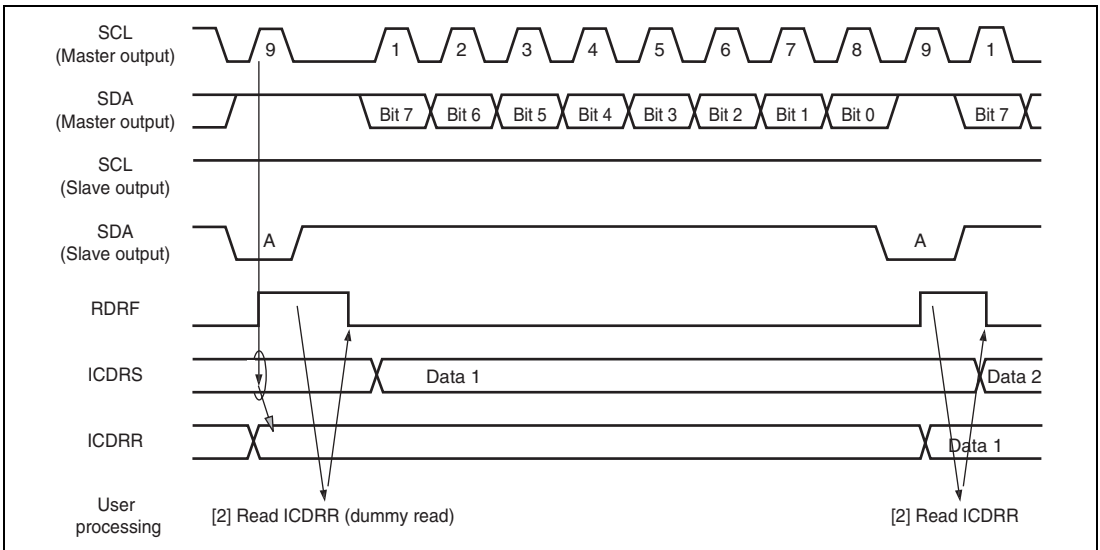 SCL
(Master output)
9 1 2 3 4 5 6 7 8 9 1
SDA
(Master output)
Bit 7 Bit 6 Bit 5 Bit 4 Bit 3 Bit 2 Bit 1 Bit 0 Bit 7
SCL
(Slave output)
SDA
(Slave output)
A A
RDRF
ICDRS
Data 1 Data 2
ICDRR
Data 1
User
processing
[2] Read ICDRR (dummy read) [2] Read ICDRR